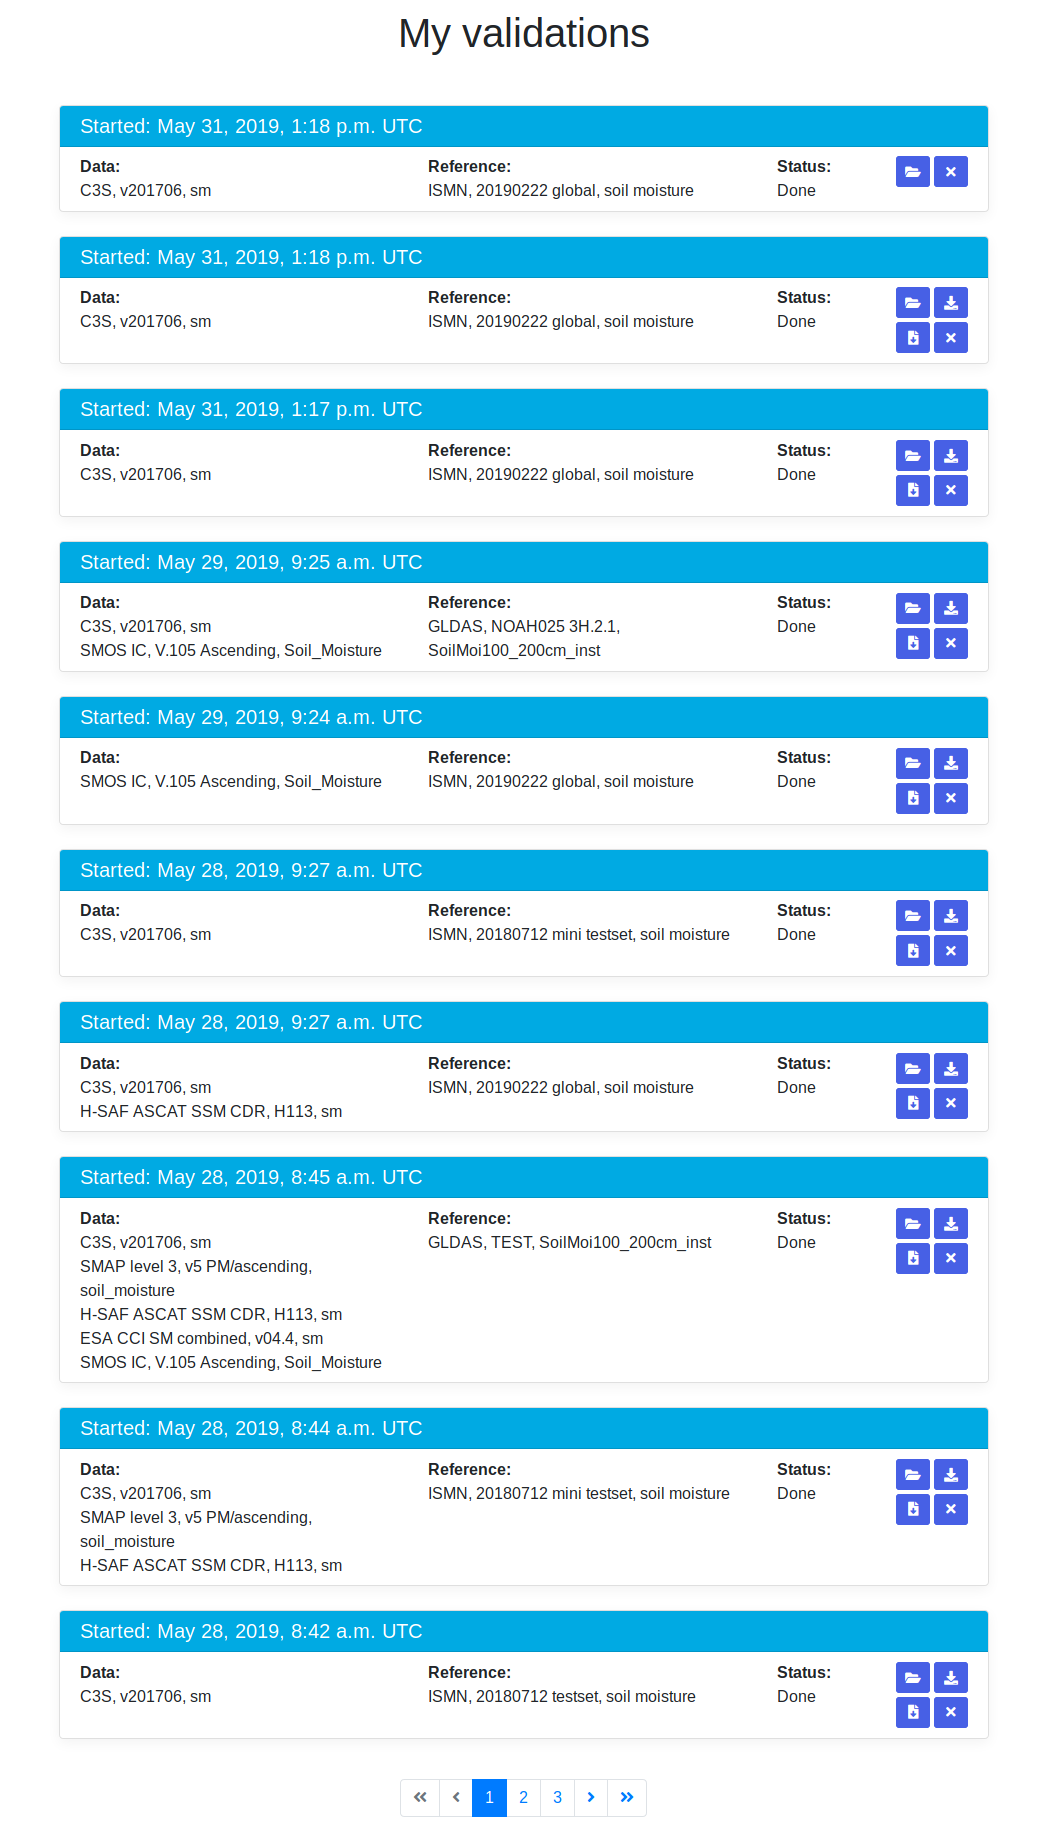 My validations
Started: May 31, 2019, 1:18 p.m. UTC
Data:
C3S, v201706, sm
Reference:
ISMN, 20190222 global, soil moisture
Status:
Done
Started: May 31, 2019, 1:18 p.m. UTC
Data:
C3S, v201706, sm
Reference:
ISMN, 20190222 global, soil moisture
Status:
Done
Started: May 31, 2019, 1:17 p.m. UTC
Data:
C3S, v201706, sm
Reference:
ISMN, 20190222 global, soil moisture
Status:
Done
Started: May 29, 2019, 9:25 a.m. UTC
Data:
C3S, v201706, sm
SMOS IC, V.105 Ascending, Soil_Moisture
Reference:
GLDAS, NOAH025 3H.2.1,
SoilMoi100_200cm_inst
Status:
Done
Started: May 29, 2019, 9:24 a.m. UTC
Data:
SMOS IC, V.105 Ascending, Soil_Moisture
Reference:
ISMN, 20190222 global, soil moisture
Status:
Done
Started: May 28, 2019, 9:27 a.m. UTC
Data:
C3S, v201706, sm
Reference:
ISMN, 20180712 mini testset, soil moisture
Status:
Done
Started: May 28, 2019, 9:27 a.m. UTC
Data:
C3S, v201706, sm
H-SAF ASCAT SSM CDR, H113, sm
Reference:
ISMN, 20190222 global, soil moisture
Status:
Done
Started: May 28, 2019, 8:45 a.m. UTC
Data:
C3S, v201706, sm
SMAP level 3, v5 PM/ascending,
soil_moisture
H-SAF ASCAT SSM CDR, H113, sm
ESA CCI SM combined, v04.4, sm
SMOS IC, V.105 Ascending, Soil_Moisture
Reference:
GLDAS, TEST, SoilMoi100_200cm_inst
Status:
Done
Started: May 28, 2019, 8:44 a.m. UTC
Data:
C3S, v201706, sm
SMAP level 3, v5 PM/ascending,
soil_moisture
H-SAF ASCAT SSM CDR, H113, sm
Reference:
ISMN, 20180712 mini testset, soil moisture
Status:
Done
Started: May 28, 2019, 8:42 a.m. UTC
Data:
C3S, v201706, sm
Reference:
ISMN, 20180712 testset, soil moisture
Status:
Done
1 2 3